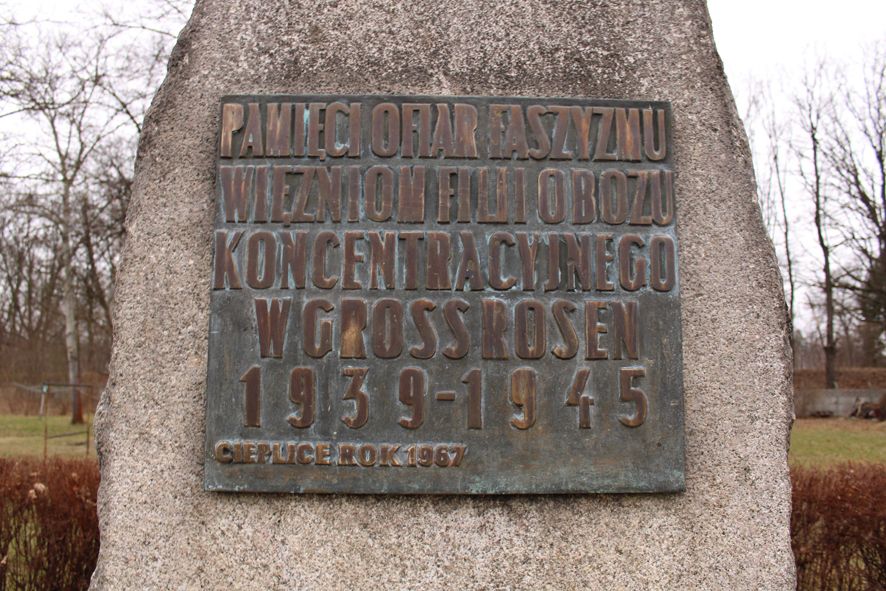 PAMIĘCI OFIAR FASZYZMU
WIĘŹNIOM FILII OBOZU
KONCENTRACYJNEGO
W GROSS ROSEN
1939-1945
CIEPLICE ROK 1967